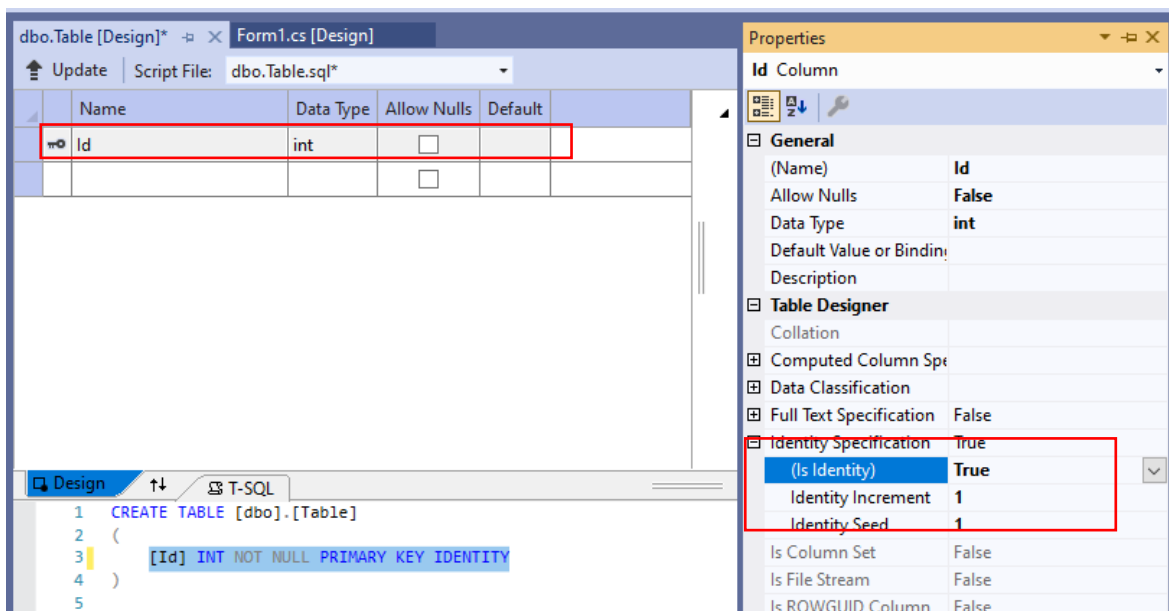 dbo.Table [Design]* Form1.cs [Design]
Update Script File: dbo.Table.sql*
Name Data Type Allow Nulls Default
Id int
Design T-SQL
1 CREATE TABLE [dbo].[Table]
2 (
3 [Id] INT NOT NULL PRIMARY KEY IDENTITY
4 )
5
Properties
Id Column
General
(Name) Id
Allow Nulls False
Data Type int
Default Value or Binding
Description
Table Designer
Collation
Computed Column Spe
Data Classification
Full Text Specification False
Identity Specification True
(Is Identity) True
Identity Increment 1
Identity Seed 1
Is Column Set False
Is File Stream False
Is ROWGUID Column False